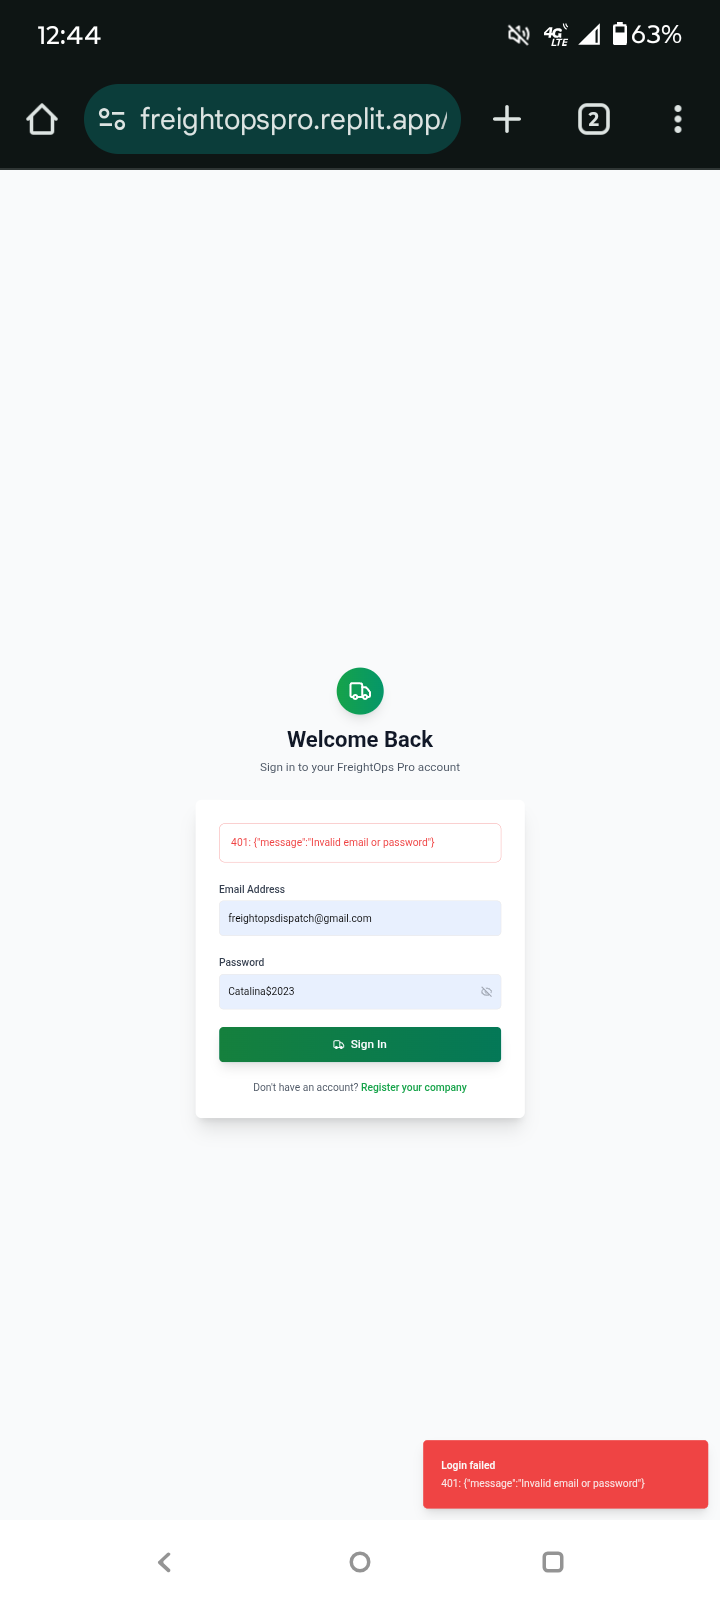 12:44
4G
LTE
63%
freightopspro.replit.app/
2
Welcome Back
Sign in to your FreightOps Pro account
401: {"message":"Invalid email or password"}
Email Address
freightopsdispatch@gmail.com
Password
Catalina$2023
Sign In
Don't have an account? Register your company
Login failed
401: {"message":"Invalid email or password"}